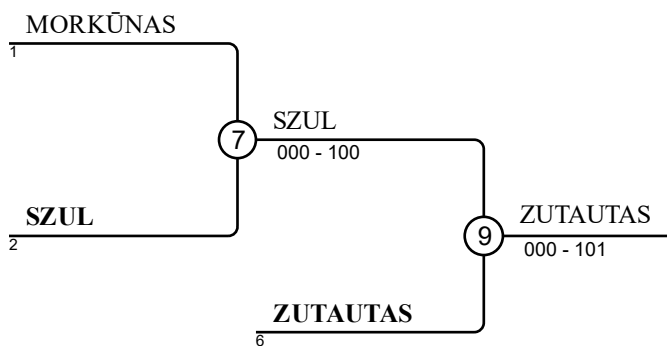 MORKŪNAS
1
7
SZUL
000 - 100
SZUL
2
9
ZUTAUTAS
000 - 101
ZUTAUTAS
6